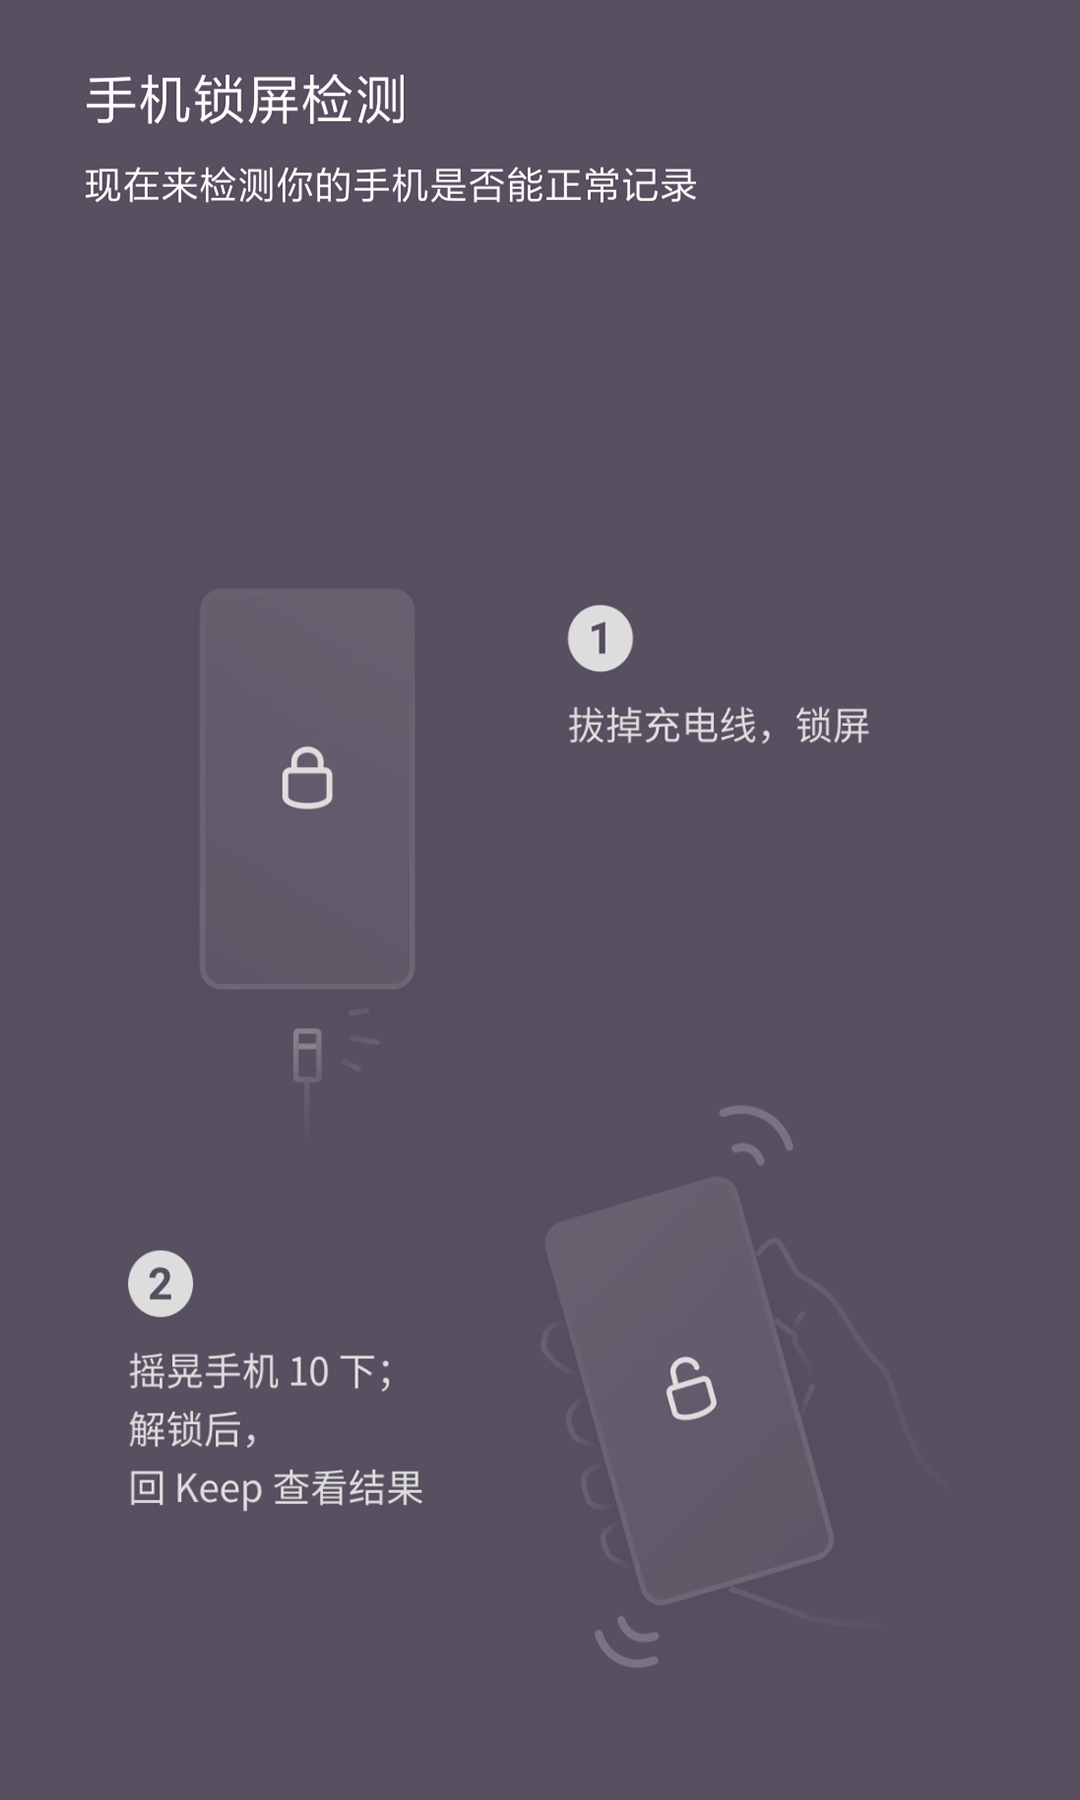 手机锁屏检测
现在来检测你的手机是否能正常记录
1
拔掉充电线，锁屏
2
摇晃手机 10 下；
解锁后，
回 Keep 查看结果